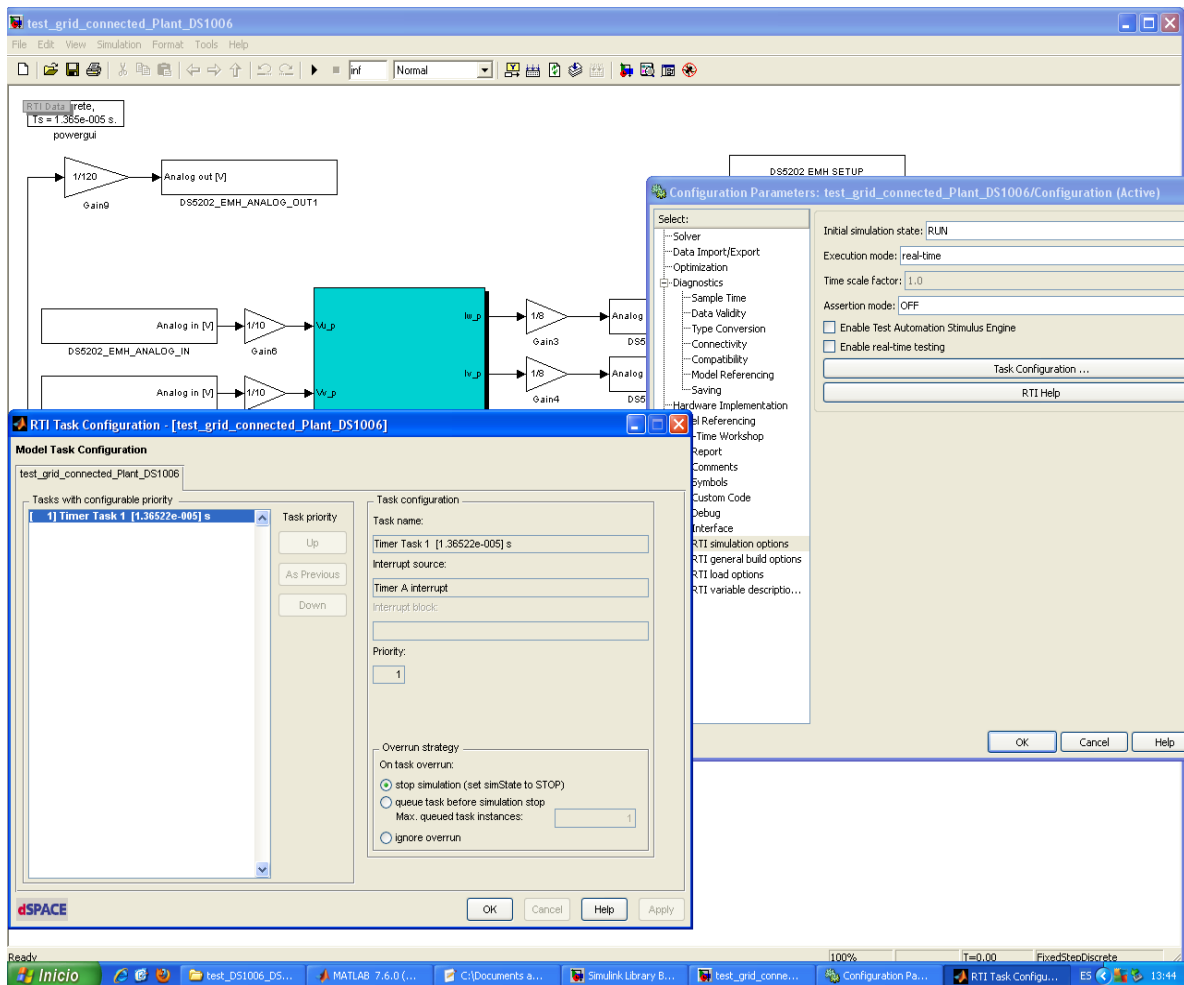 test_grid_connected_Plant_DS1006
File Edit View Simulation Format Tools Help
inf Normal
RTI Data rete,
Ts = 1.365e-005 s.
powergui
1/120
Gain9
Analog out [V]
DS5202_EMH_ANALOG_OUT1
DS5202 EMH SETUP
Analog in [V]
DS5202_EMH_ANALOG_IN
1/10
Gain6
Vu_p
Iu_p
1/8
Gain3
Analog
DS5
Analog in [V]
1/10
Vv_p
Iv_p
1/8
Gain4
Analog
DS5
Configuration Parameters: test_grid_connected_Plant_DS1006/Configuration (Active)
Select:
Solver
Data Import/Export
Optimization
Diagnostics
Sample Time
Data Validity
Type Conversion
Connectivity
Compatibility
Model Referencing
Saving
Hardware Implementation
el Referencing
-Time Workshop
Report
Comments
Symbols
Custom Code
Debug
Interface
RTI simulation options
RTI general build options
RTI load options
RTI variable descriptio...
Initial simulation state: RUN
Execution mode: real-time
Time scale factor: 1.0
Assertion mode: OFF
Enable Test Automation Stimulus Engine
Enable real-time testing
Task Configuration ...
RTI Help
OK Cancel Help
RTI Task Configuration - [test_grid_connected_Plant_DS1006]
Model Task Configuration
test_grid_connected_Plant_DS1006
Tasks with configurable priority
[ 1] Timer Task 1 [1.36522e-005] s
Task priority
Up
As Previous
Down
Task configuration
Task name:
Timer Task 1 [1.36522e-005] s
Interrupt source:
Timer A interrupt
Interrupt block:
Priority:
1
Overrun strategy
On task overrun:
stop simulation (set simState to STOP)
queue task before simulation stop
Max. queued task instances: 1
ignore overrun
dSPACE
OK Cancel Help Apply
Ready 100% T=0.00 FixedStepDiscrete
Inicio test_DS1006_DS... MATLAB 7.6.0 (... C:\Documents a... Simulink Library B... test_grid_conne... Configuration Pa... RTI Task Configu... ES 13:44